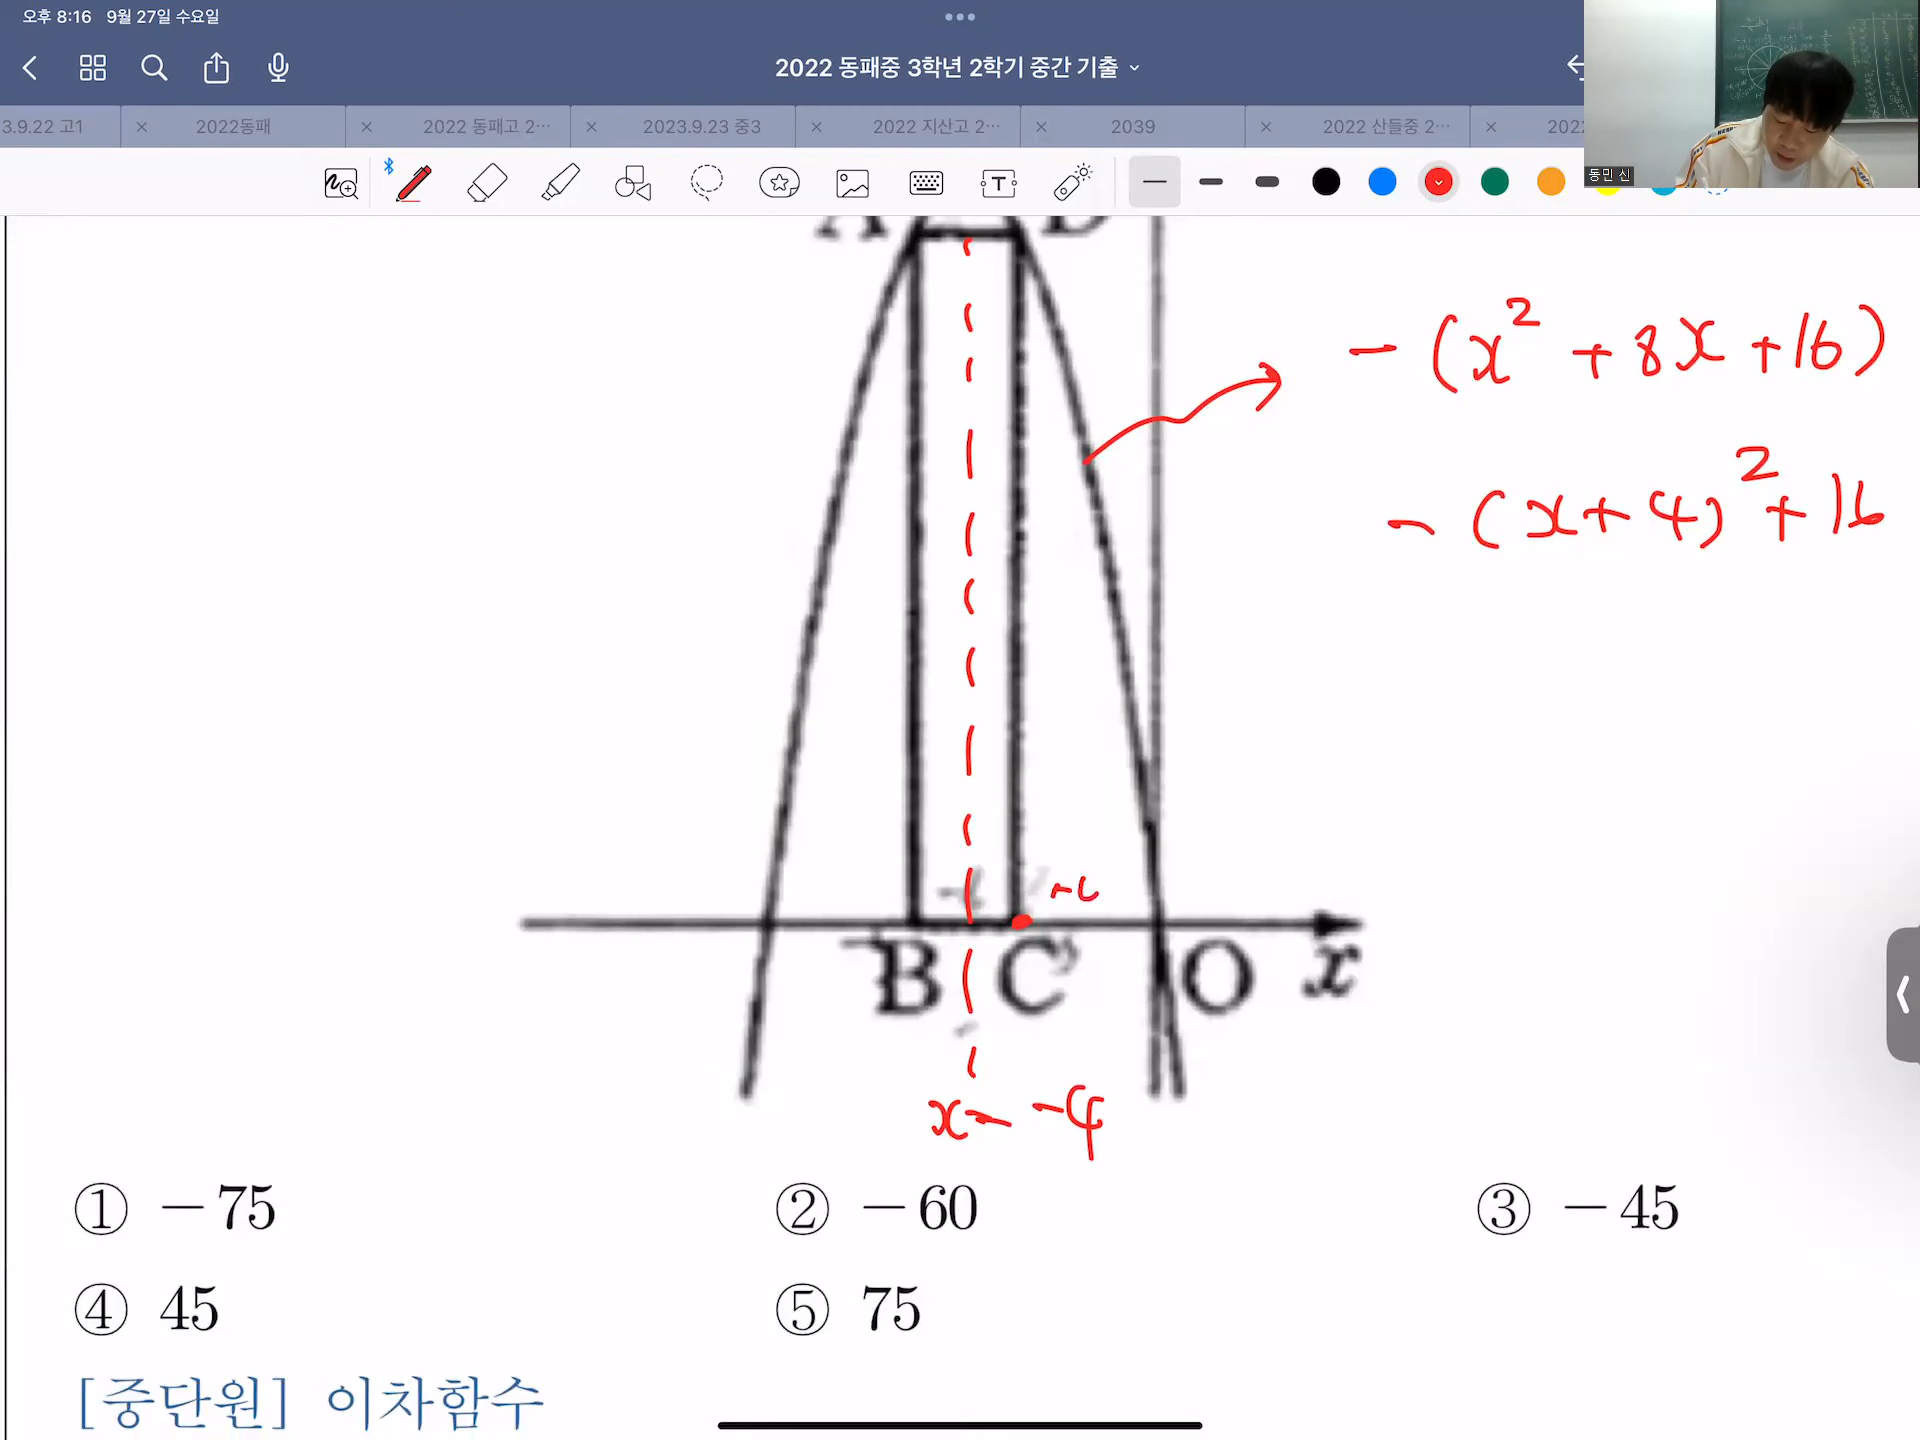 오후 8:16 9월 27일 수요일
2022 동패중 3학년 2학기 중간 기출
3.9.22 고1
2022동패
2022 동패고 2…
2023.9.23 중3
2022 지산고 2…
2039
2022 산들중 2…
2022
동민 신
A D
-(x² + 8x + 16)
-(x + 4)² + 16
B C O x
x = -4
① -75
② -60
③ -45
④ 45
⑤ 75
[중단원] 이차함수